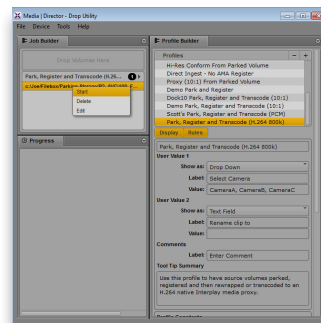 Media | Director - Drop Utility
File Device Tools Help
Job Builder
Drop Volumes Here
Park, Register and Transcode (H.26... 1
Start
Delete
Edit
Progress
Profile Builder
Profiles
Hi-Res Conform From Parked Volume
Direct Ingest - No AMA Register
Proxy (10:1) From Parked Volume
Demo Park and Register
Dock10 Park, Register and Transcode (10:1)
Demo Park, Register and Transcode (10:1)
Scott's Park, Register and Transcode (PCM)
Park, Register and Transcode (H.264 800k)
Display Rules
Park, Register and Transcode (H.264 800k)
User Value 1
Show as: Drop Down
Label: Select Camera
Value: CameraA, CameraB, CameraC
User Value 2
Show as: Text Field
Label: Rename clip to
Value:
Comments
Label: Enter Comment
Tool Tip Summary
Use this profile to have source volumes parked,
registered and then rewrapped or transcoded to an
H.264 native Interplay media proxy.